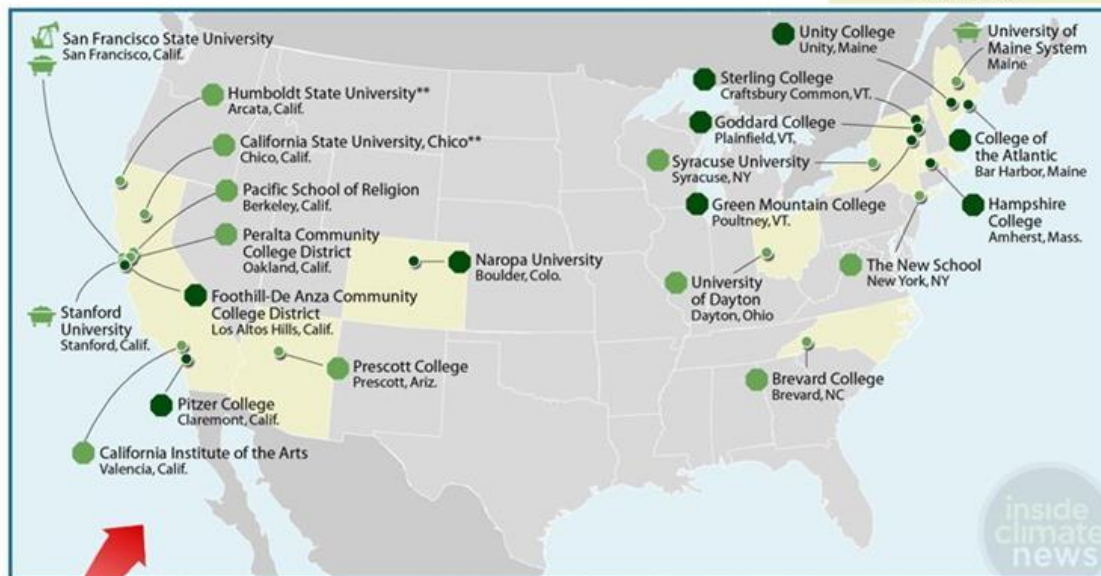 San Francisco State University
San Francisco, Calif.
Humboldt State University**
Arcata, Calif.
California State University, Chico**
Chico, Calif.
Pacific School of Religion
Berkeley, Calif.
Peralta Community
College District
Oakland, Calif.
Foothill-De Anza Community
College District
Los Altos Hills, Calif.
Stanford
University
Stanford, Calif.
Prescott College
Prescott, Ariz.
Pitzer College
Claremont, Calif.
California Institute of the Arts
Valencia, Calif.
Naropa University
Boulder, Colo.
Unity College
Unity, Maine
University of
Maine System
Maine
Sterling College
Craftsbury Common, VT.
Goddard College
Plainfield, VT.
Syracuse University
Syracuse, NY
Green Mountain College
Poultney, VT.
College of
the Atlantic
Bar Harbor, Maine
Hampshire
College
Amherst, Mass.
The New School
New York, NY
University
of Dayton
Dayton, Ohio
Brevard College
Brevard, NC
inside
climate
news